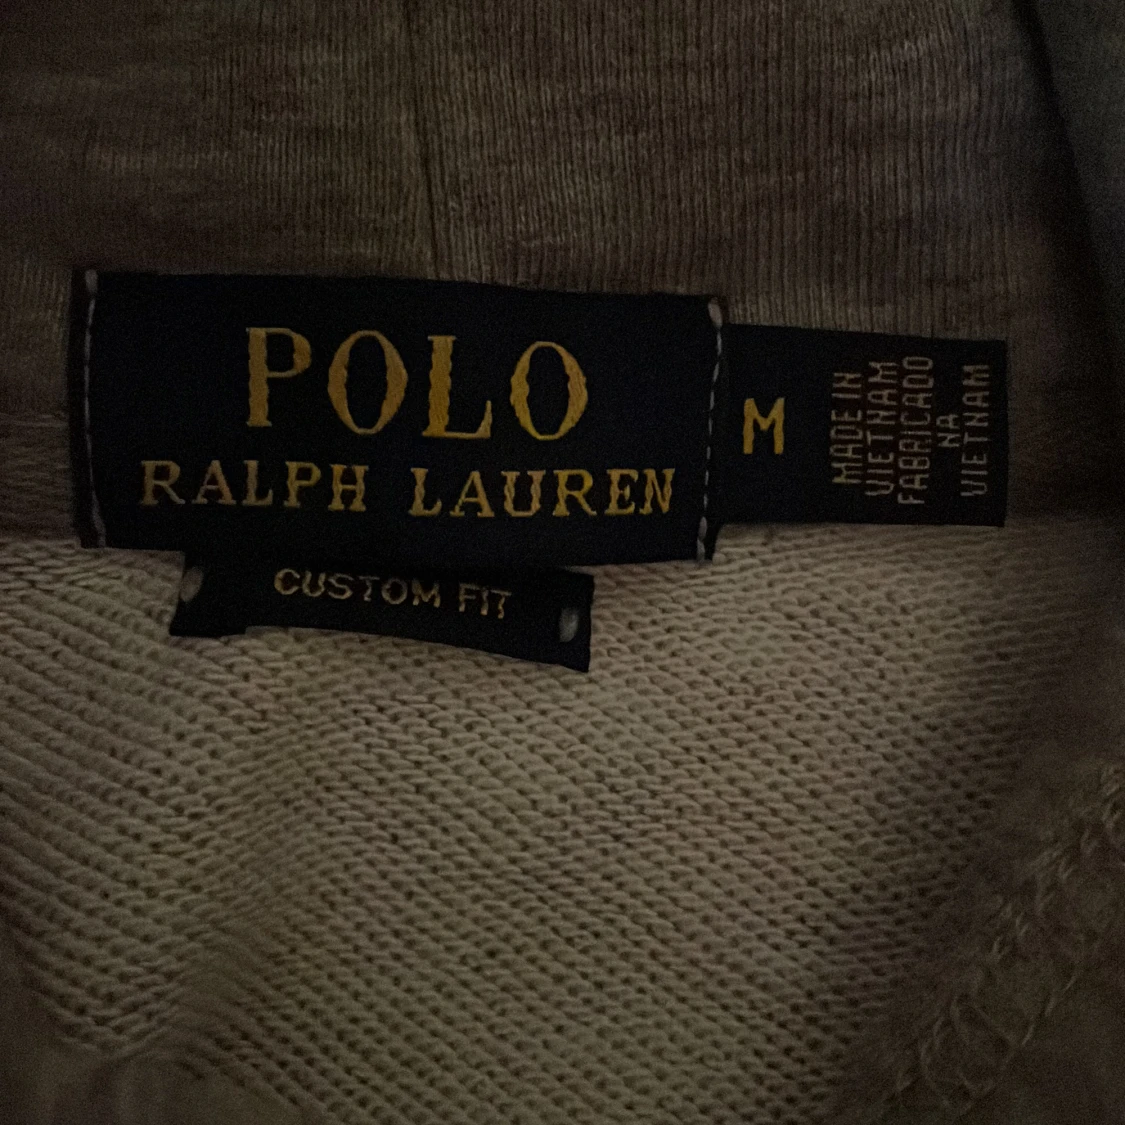 POLO
RALPH LAUREN
M
MADE IN
VIETNAM
FABRICADO
NA
VIETNAM
CUSTOM FIT